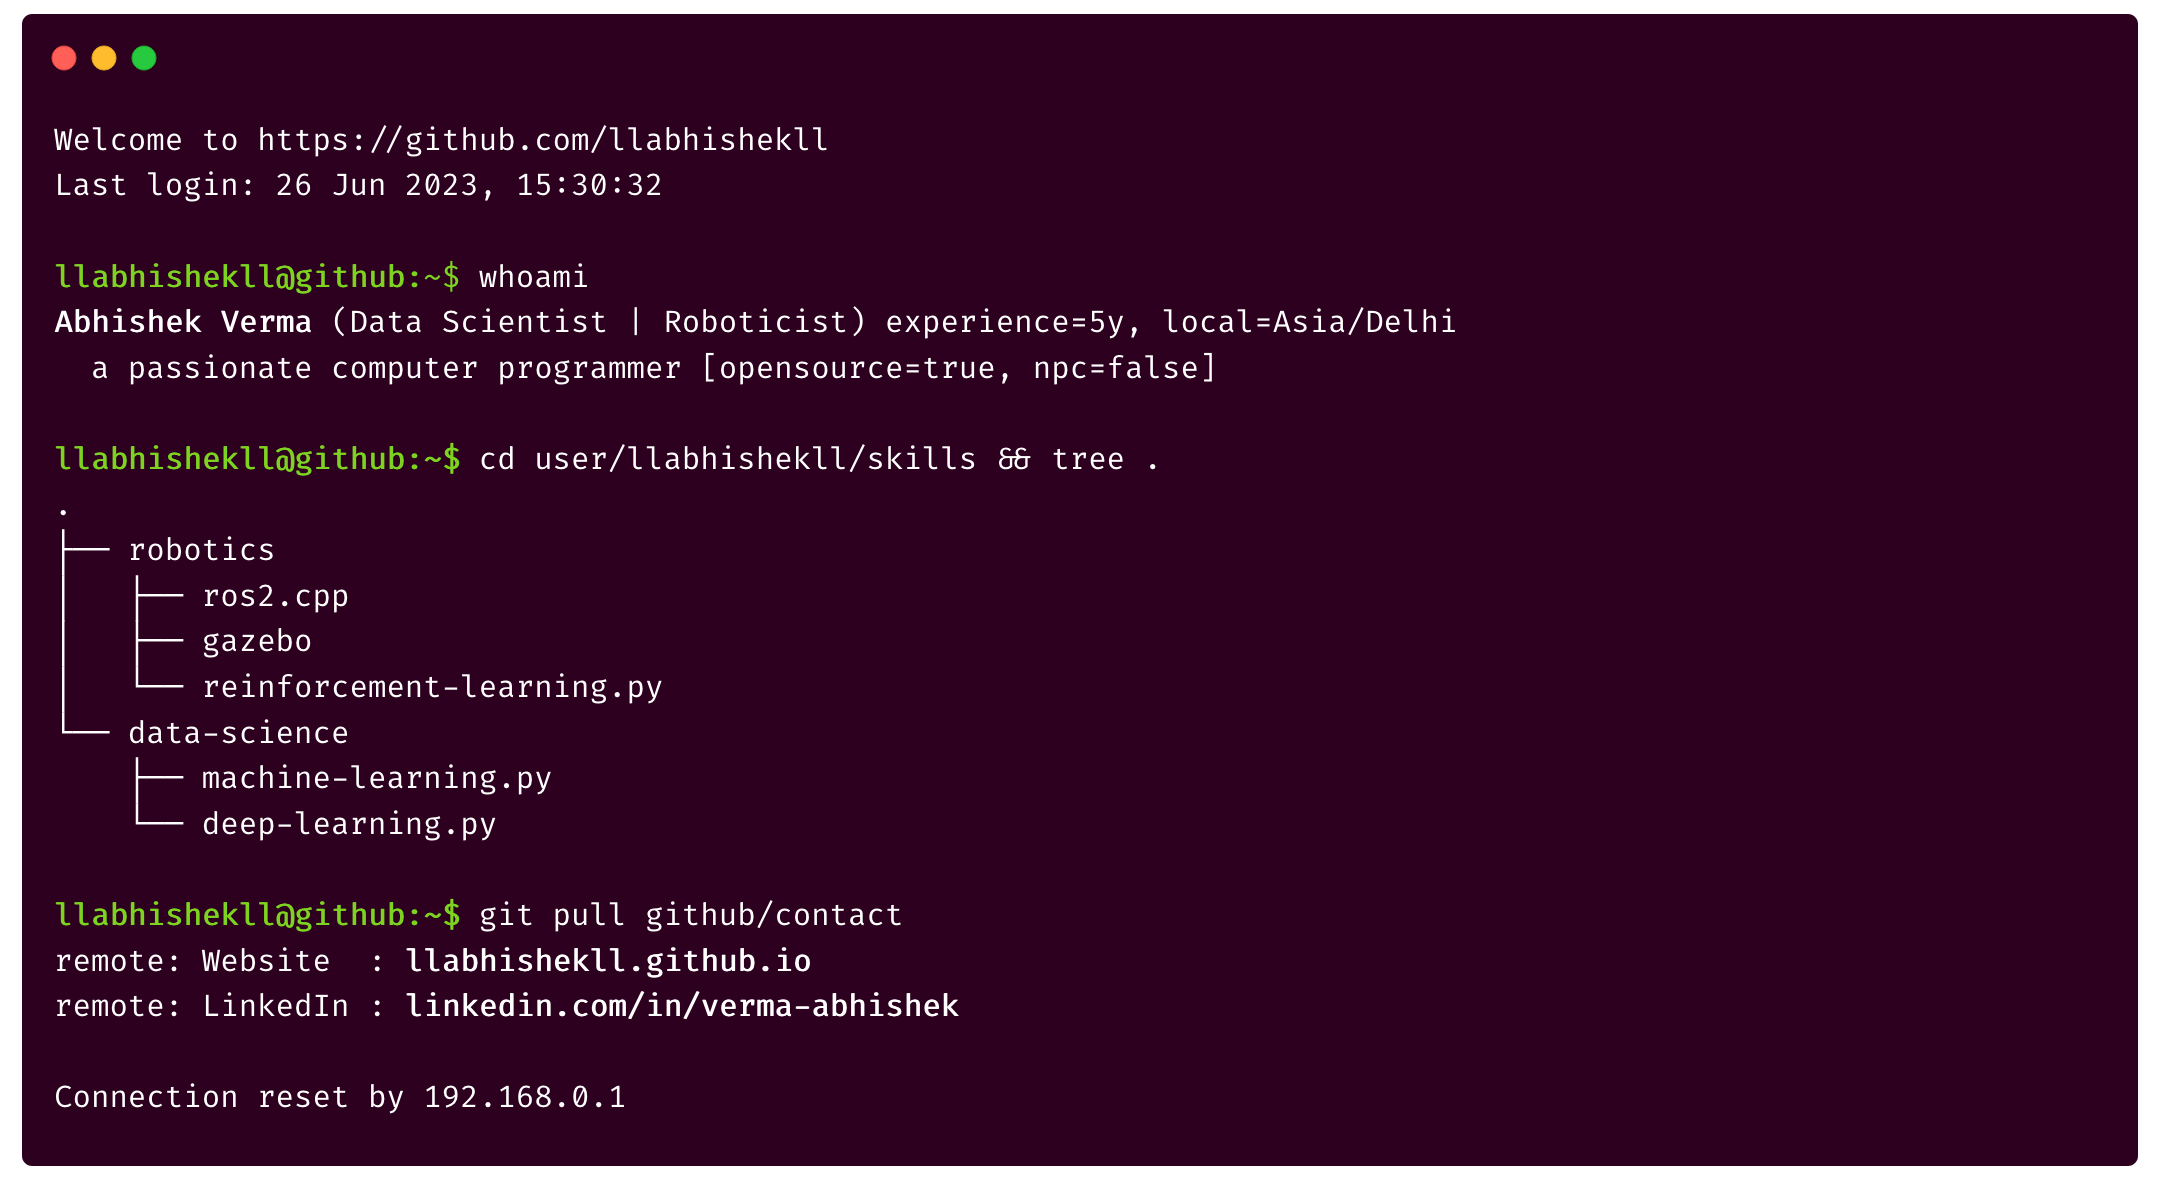 Welcome to https://github.com/llabhishekll
Last login: 26 Jun 2023, 15:30:32
llabhishekll@github:~$ whoami
Abhishek Verma (Data Scientist | Roboticist) experience=5y, local=Asia/Delhi
  a passionate computer programmer [opensource=true, npc=false]
llabhishekll@github:~$ cd user/llabhishekll/skills && tree .
.
├── robotics
│   ├── ros2.cpp
│   ├── gazebo
│   └── reinforcement-learning.py
└── data-science
    ├── machine-learning.py
    └── deep-learning.py
llabhishekll@github:~$ git pull github/contact
remote: Website  : llabhishekll.github.io
remote: LinkedIn : linkedin.com/in/verma-abhishek
Connection reset by 192.168.0.1